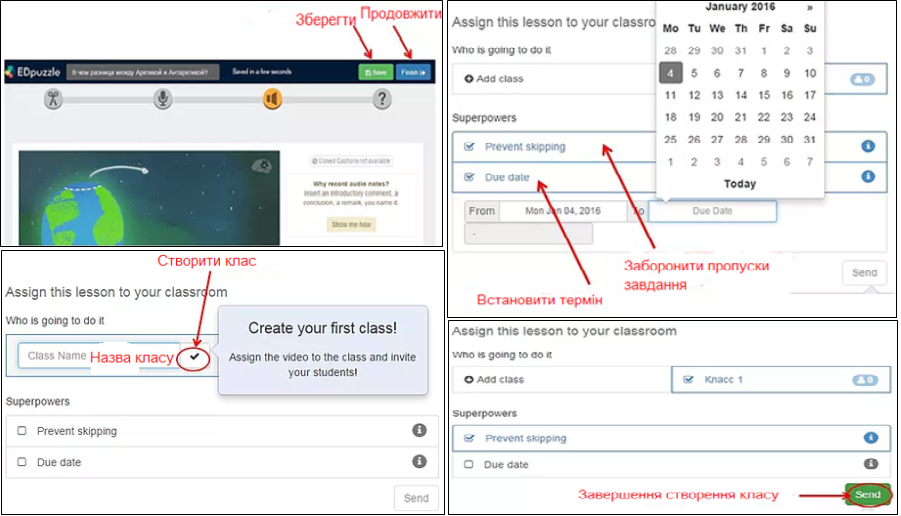 Зберегти Продовжити
EDpuzzle
В чем разница между Арктикой и Антарктикой?
Saved in a few seconds
Save
Finish
?
Closed Captions not available
Why record audio notes?
Insert an introductory comment, a
conclusion, a remark, you name it.
Show me how
Assign this lesson to your classroom
January 2016 »
Mo Tu We Th Fr Sa Su
28 29 30 31 1 2 3
4 5 6 7 8 9 10
11 12 13 14 15 16 17
18 19 20 21 22 23 24
25 26 27 28 29 30 31
1 2 3 4 5 6 7
Today
Who is going to do it
Add class
0
Superpowers
Prevent skipping
Due date
From Mon Jan 04, 2016 To Due Date
-
Заборонити пропуски
завдання
Встановити термін
Send
Створити клас
Assign this lesson to your classroom
Who is going to do it
Class Name
Назва класу
Create your first class!
Assign the video to the class and invite
your students!
Superpowers
Prevent skipping
Due date
Send
Assign this lesson to your classroom
Who is going to do it
Add class
Класс 1
0
Superpowers
Prevent skipping
Due date
Завершення створення класу
Send